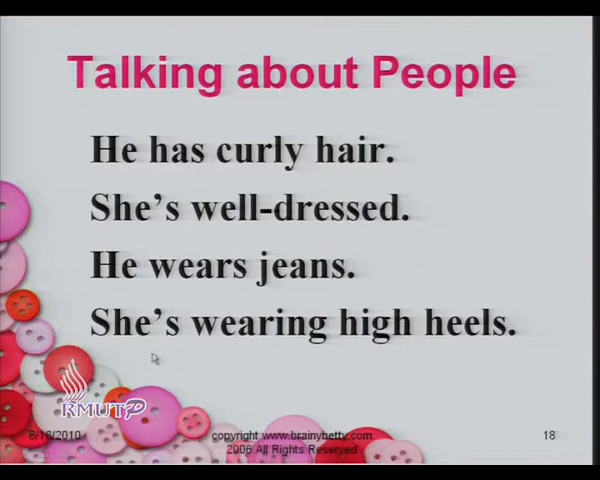 Talking about People
He has curly hair.
She's well-dressed.
He wears jeans.
She's wearing high heels.
RMUTP
6/16/2010
copyright www.brainybetty.com
2006 All Rights Reserved
18